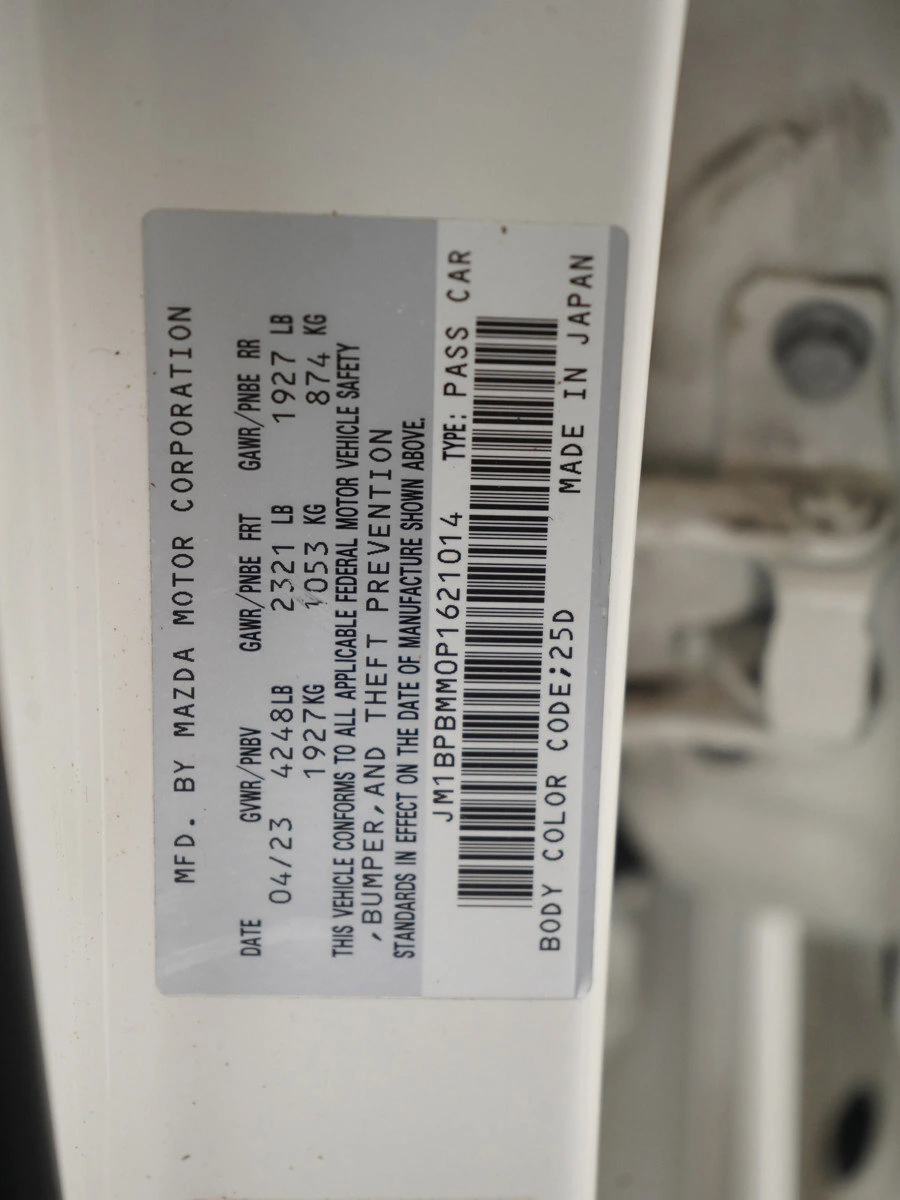 MFD. BY MAZDA MOTOR CORPORATION
DATE GVWR/PNBV GAWR/PNBE FRT GAWR/PNBE RR
04/23 4248LB 2321 LB 1927 LB
1927KG 1053 KG 874 KG
THIS VEHICLE CONFORMS TO ALL APPLICABLE FEDERAL MOTOR VEHICLE SAFETY
,BUMPER,AND THEFT PREVENTION
STANDARDS IN EFFECT ON THE DATE OF MANUFACTURE SHOWN ABOVE.
JM1BPBMM0P1621014 TYPE: PASS CAR
BODY COLOR CODE;25D MADE IN JAPAN